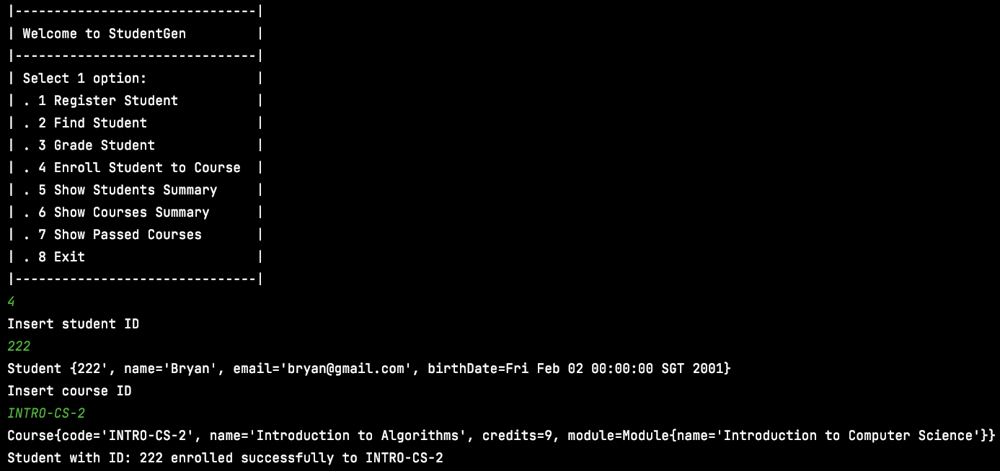 |-------------------------------|
| Welcome to StudentGen         |
|-------------------------------|
| Select 1 option:              |
| . 1 Register Student          |
| . 2 Find Student              |
| . 3 Grade Student             |
| . 4 Enroll Student to Course  |
| . 5 Show Students Summary     |
| . 6 Show Courses Summary      |
| . 7 Show Passed Courses       |
| . 8 Exit                      |
|-------------------------------|
4
Insert student ID
222
Student {222', name='Bryan', email='bryan@gmail.com', birthDate=Fri Feb 02 00:00:00 SGT 2001}
Insert course ID
INTRO-CS-2
Course{code='INTRO-CS-2', name='Introduction to Algorithms', credits=9, module=Module{name='Introduction to Computer Science'}}
Student with ID: 222 enrolled successfully to INTRO-CS-2